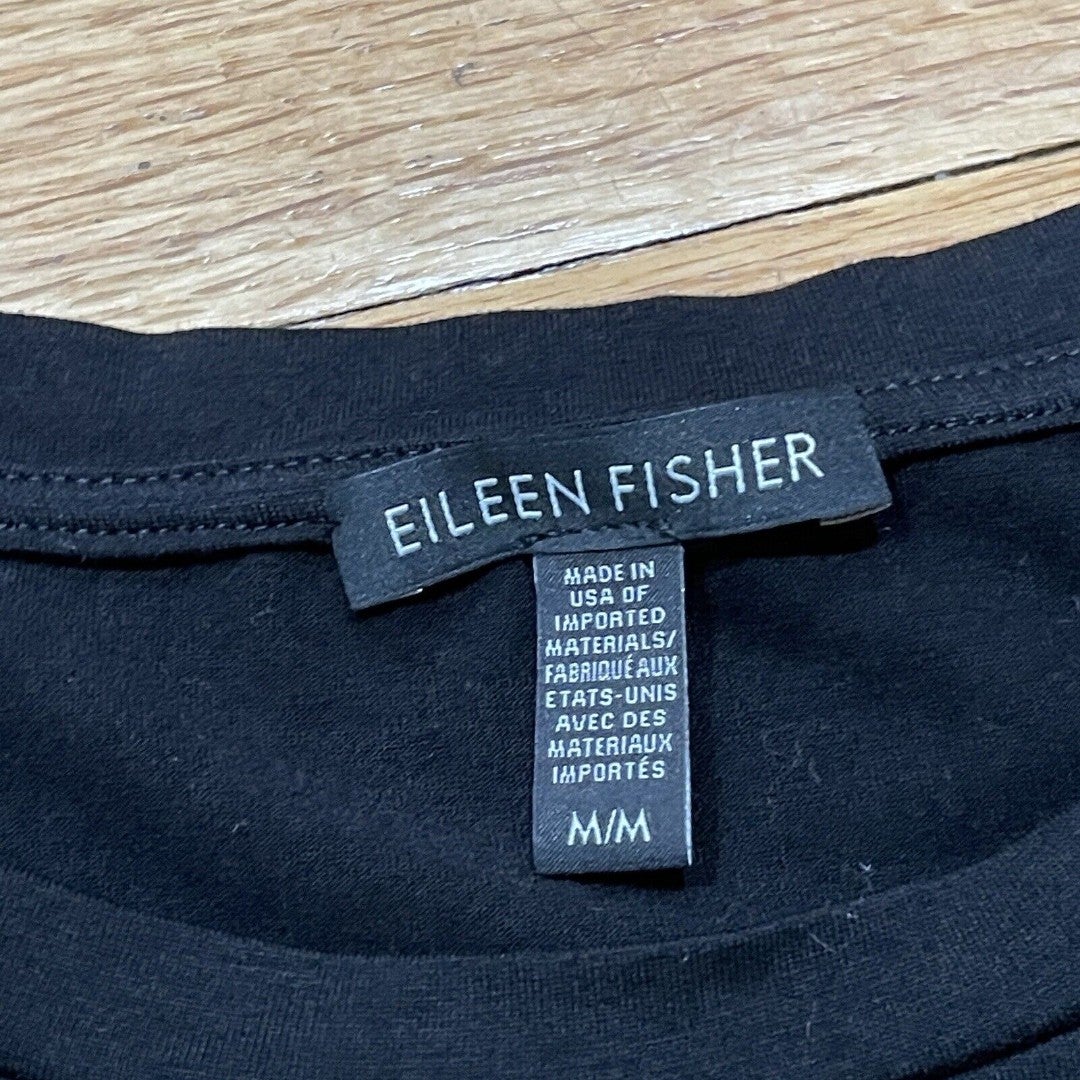 EILEEN FISHER
MADE IN
USA OF
IMPORTED
MATERIALS/
FABRIQUÉ AUX
ETATS-UNIS
AVEC DES
MATERIAUX
IMPORTÉS
M/M